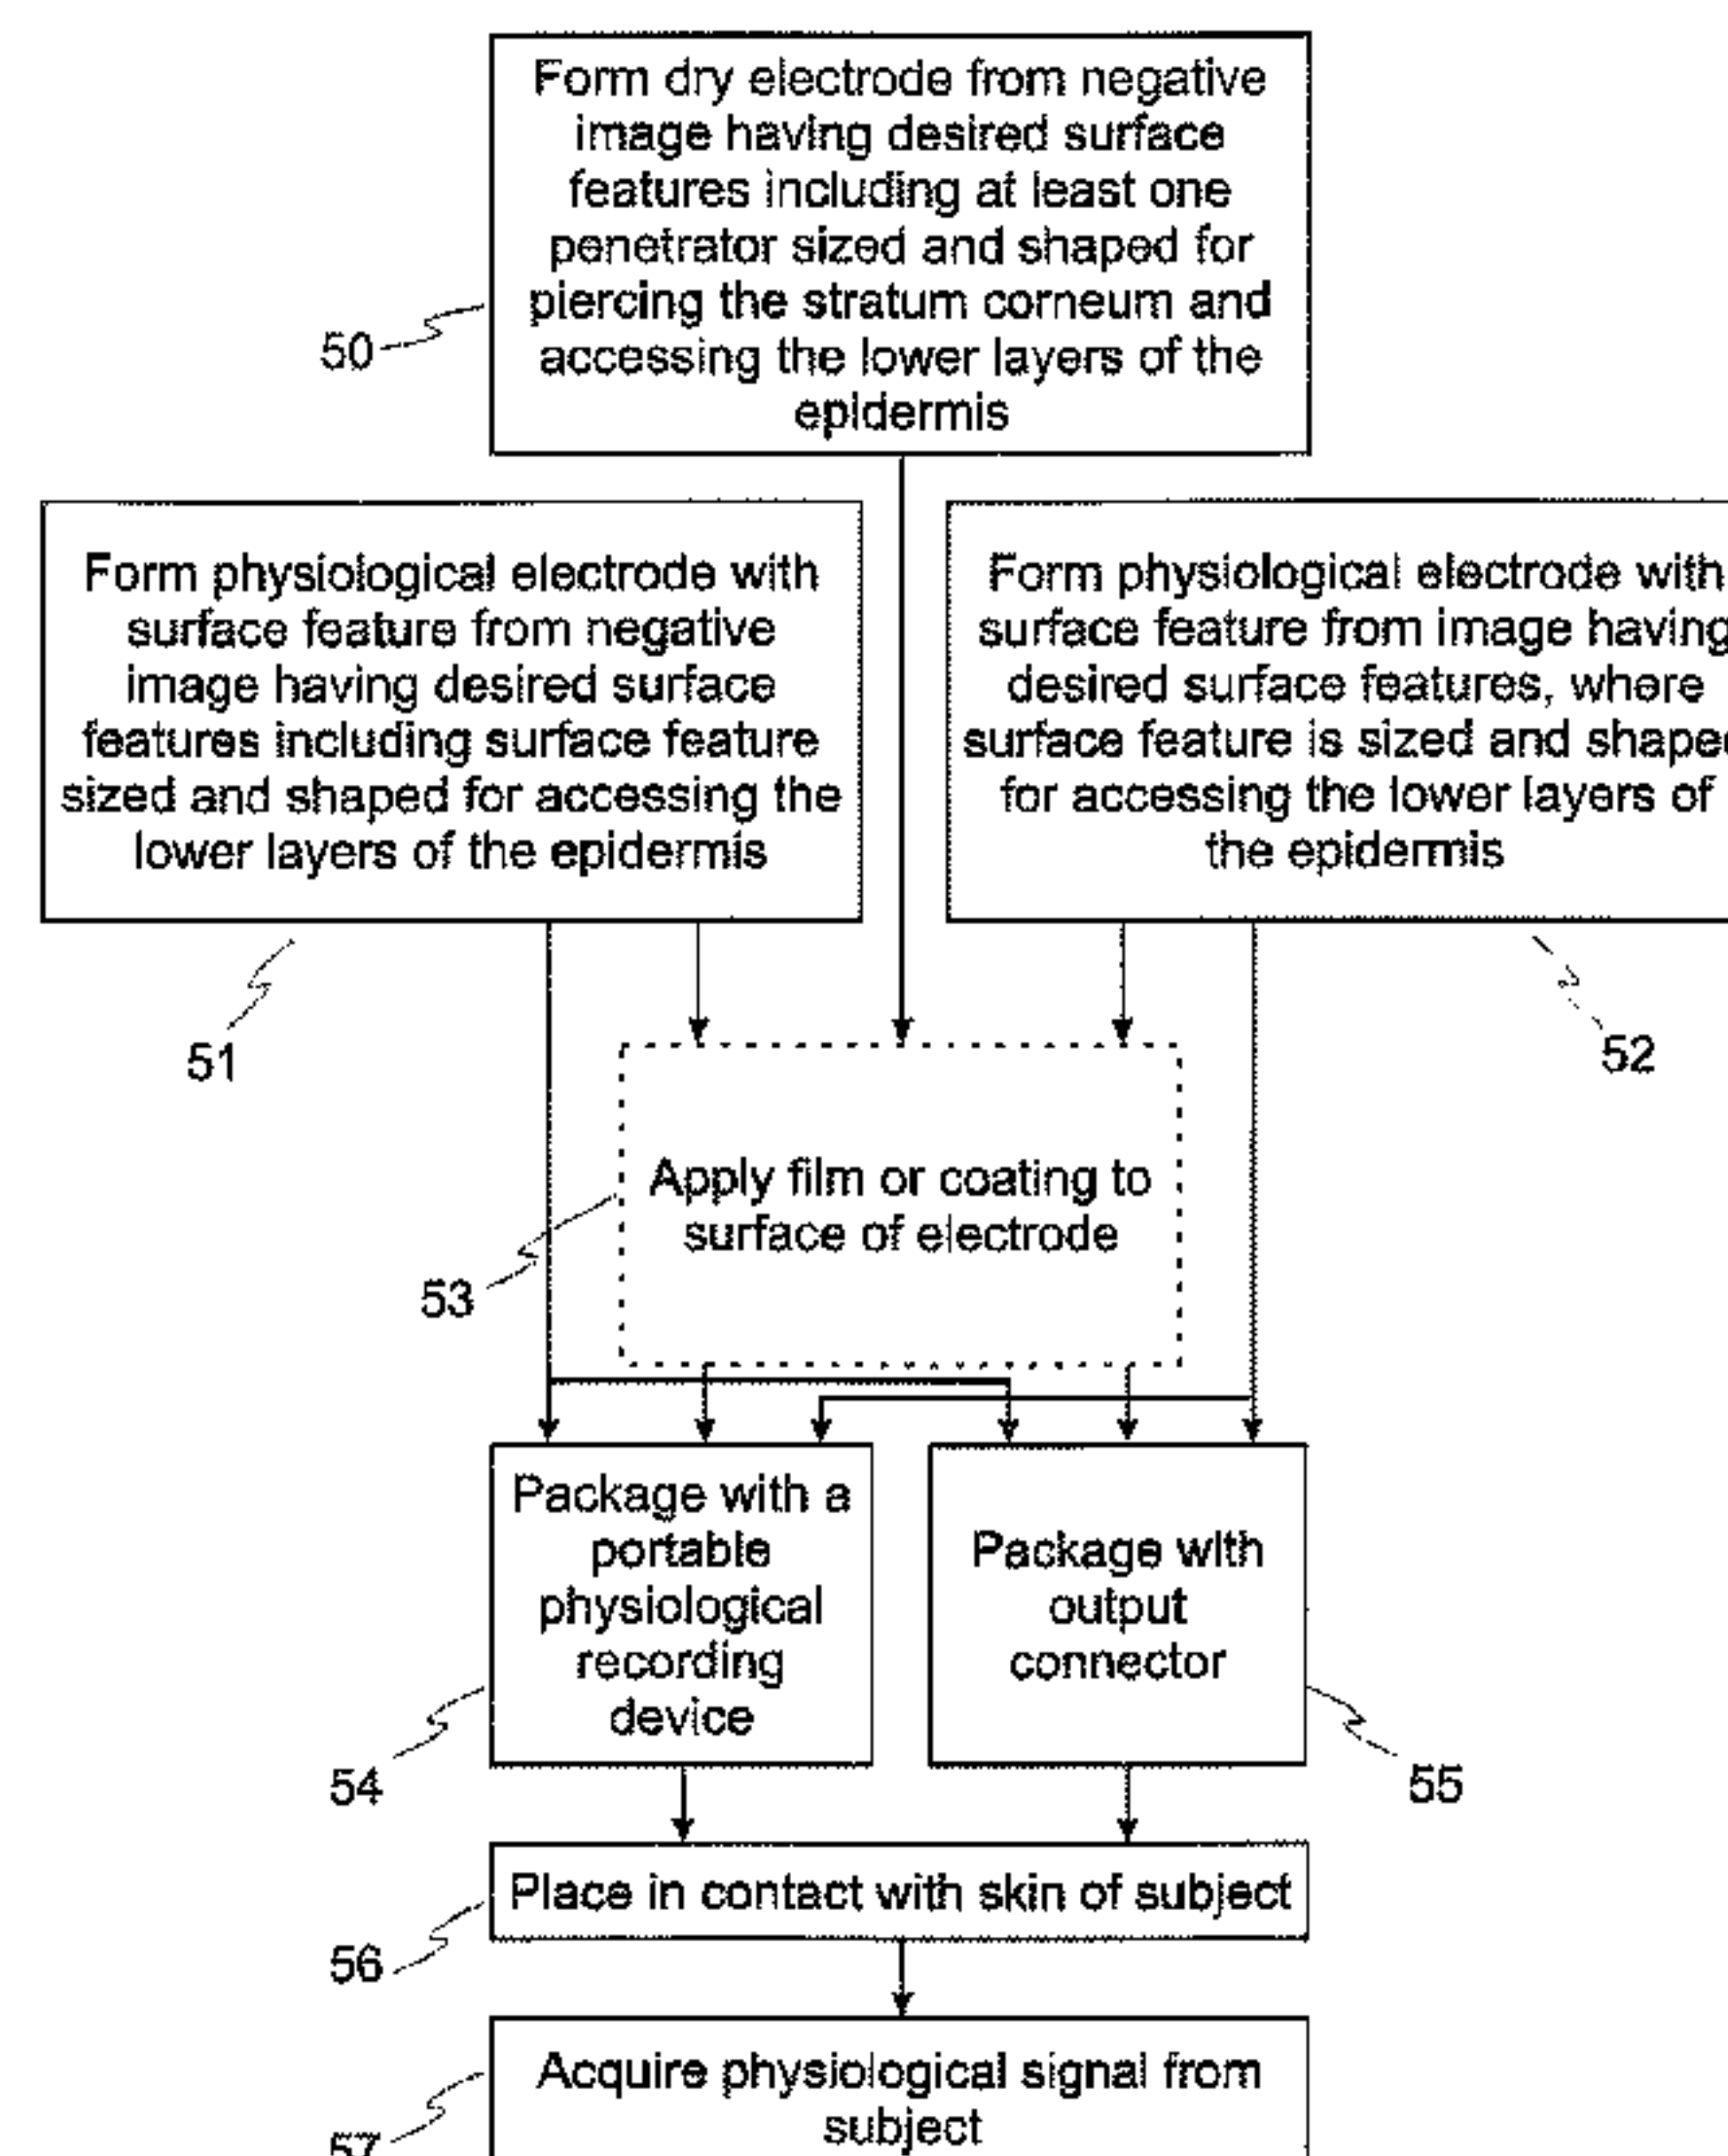 Form dry electrode from negative
image having desired surface
features including at least one
penetrator sized and shaped for
piercing the stratum corneum and
accessing the lower layers of the
epidermis
50
Form physiological electrode with
surface feature from negative
image having desired surface
features including surface feature
sized and shaped for accessing the
lower layers of the epidermis
51
Form physiological electrode with
surface feature from image having
desired surface features, where
surface feature is sized and shaped
for accessing the lower layers of
the epidermis
52
Apply film or coating to
surface of electrode
53
Package with a
portable
physiological
recording
device
54
Package with
output
connector
55
Place in contact with skin of subject
56
Acquire physiological signal from
subject
57